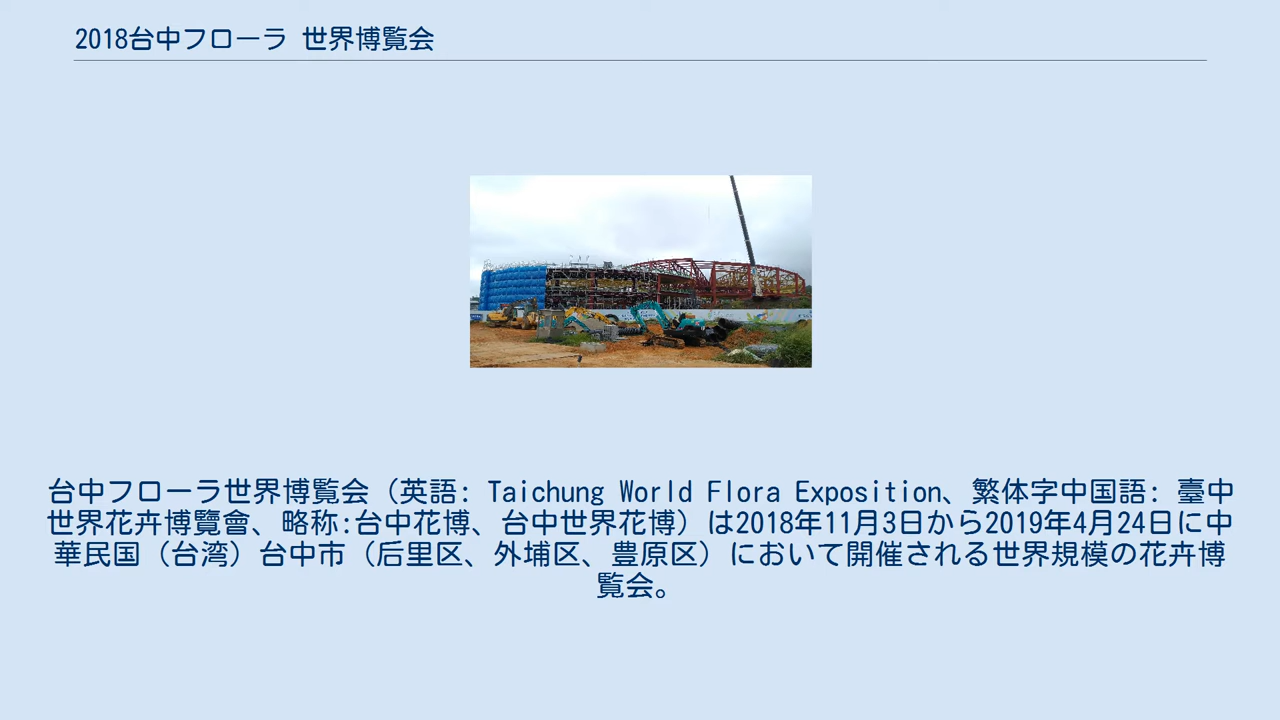 2018台中フローラ 世界博覧会
台中フローラ世界博覧会（英語: Taichung World Flora Exposition、繁体字中国語: 臺中
世界花卉博覽會、略称:台中花博、台中世界花博）は2018年11月3日から2019年4月24日に中
華民国（台湾）台中市（后里区、外埔区、豊原区）において開催される世界規模の花卉博
覧会。